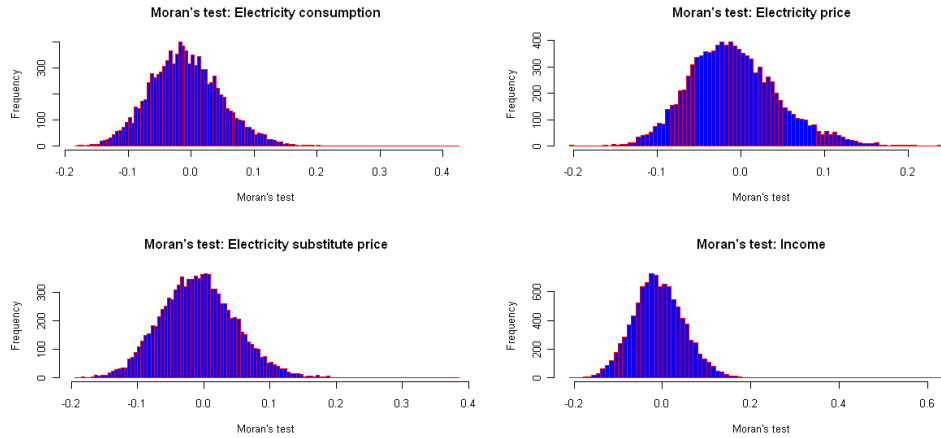 Moran's test: Electricity consumption
Frequency
0 100 300
-0.2 -0.1 0.0 0.1 0.2 0.3 0.4
Moran's test
Moran's test: Electricity price
Frequency
0 100 200 300 400
-0.2 -0.1 0.0 0.1 0.2
Moran's test
Moran's test: Electricity substitute price
Frequency
0 100 200 300
-0.2 -0.1 0.0 0.1 0.2 0.3 0.4
Moran's test
Moran's test: Income
Frequency
0 200 400 600
-0.2 0.0 0.2 0.4 0.6
Moran's test